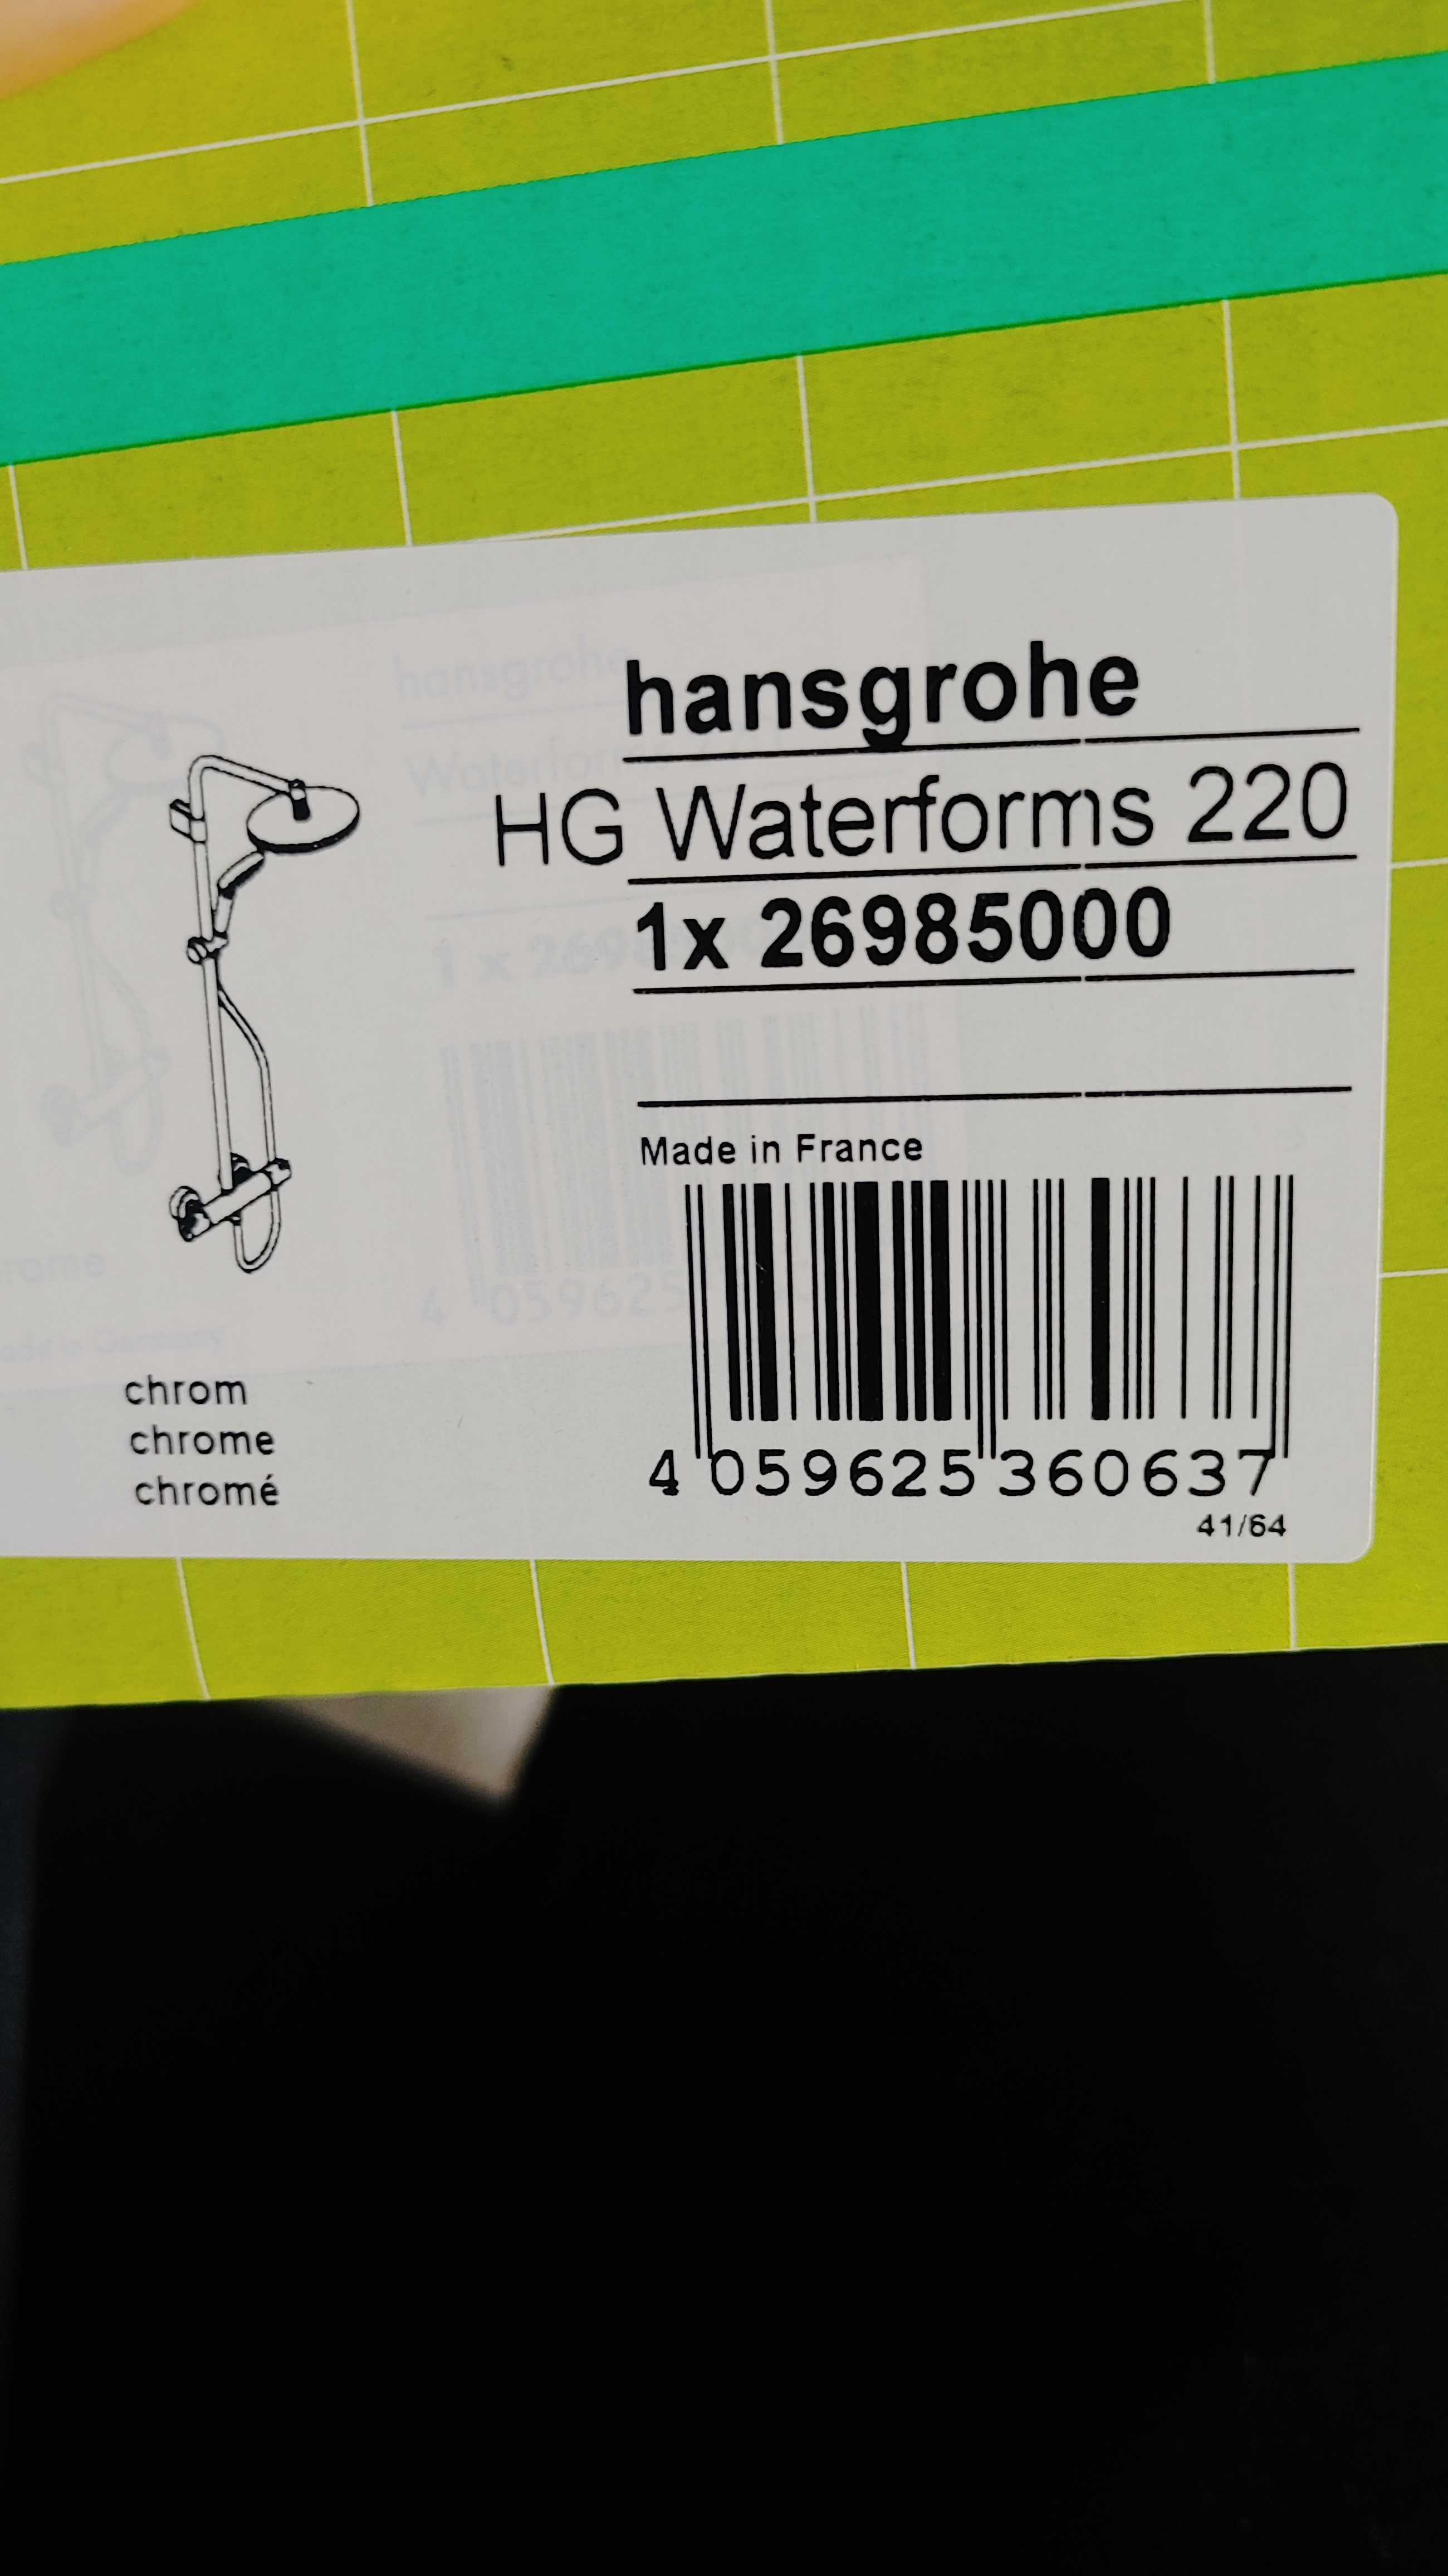 hansgrohe
HG Waterforms 220
1x 26985000
Made in France
4 059625 360637
41/64
chrom
chrome
chromé